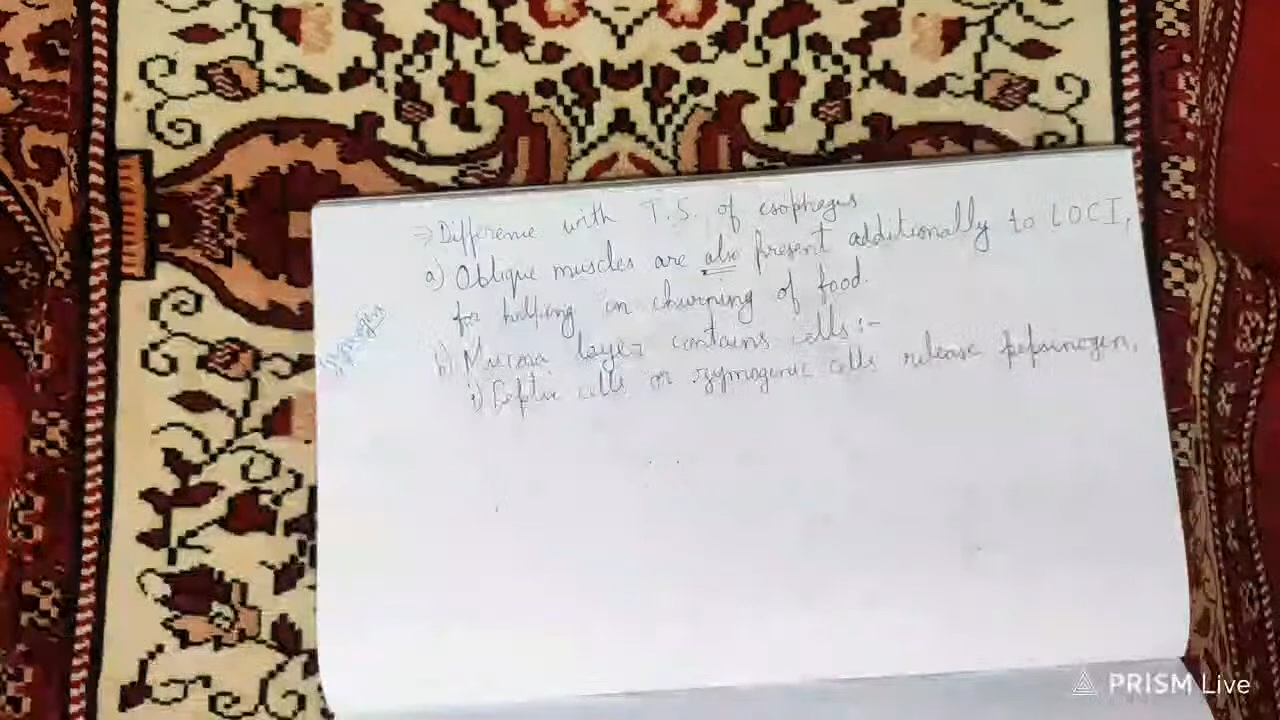 ⇒ Difference with T.S. of esophagus
a) Oblique muscles are also present additionally to LOCI,
for helping in churning of food.
b) Mucosa layer contains cells:-
i) Peptic cells or zymogenic cells release pepsinogen,
PRISM Live